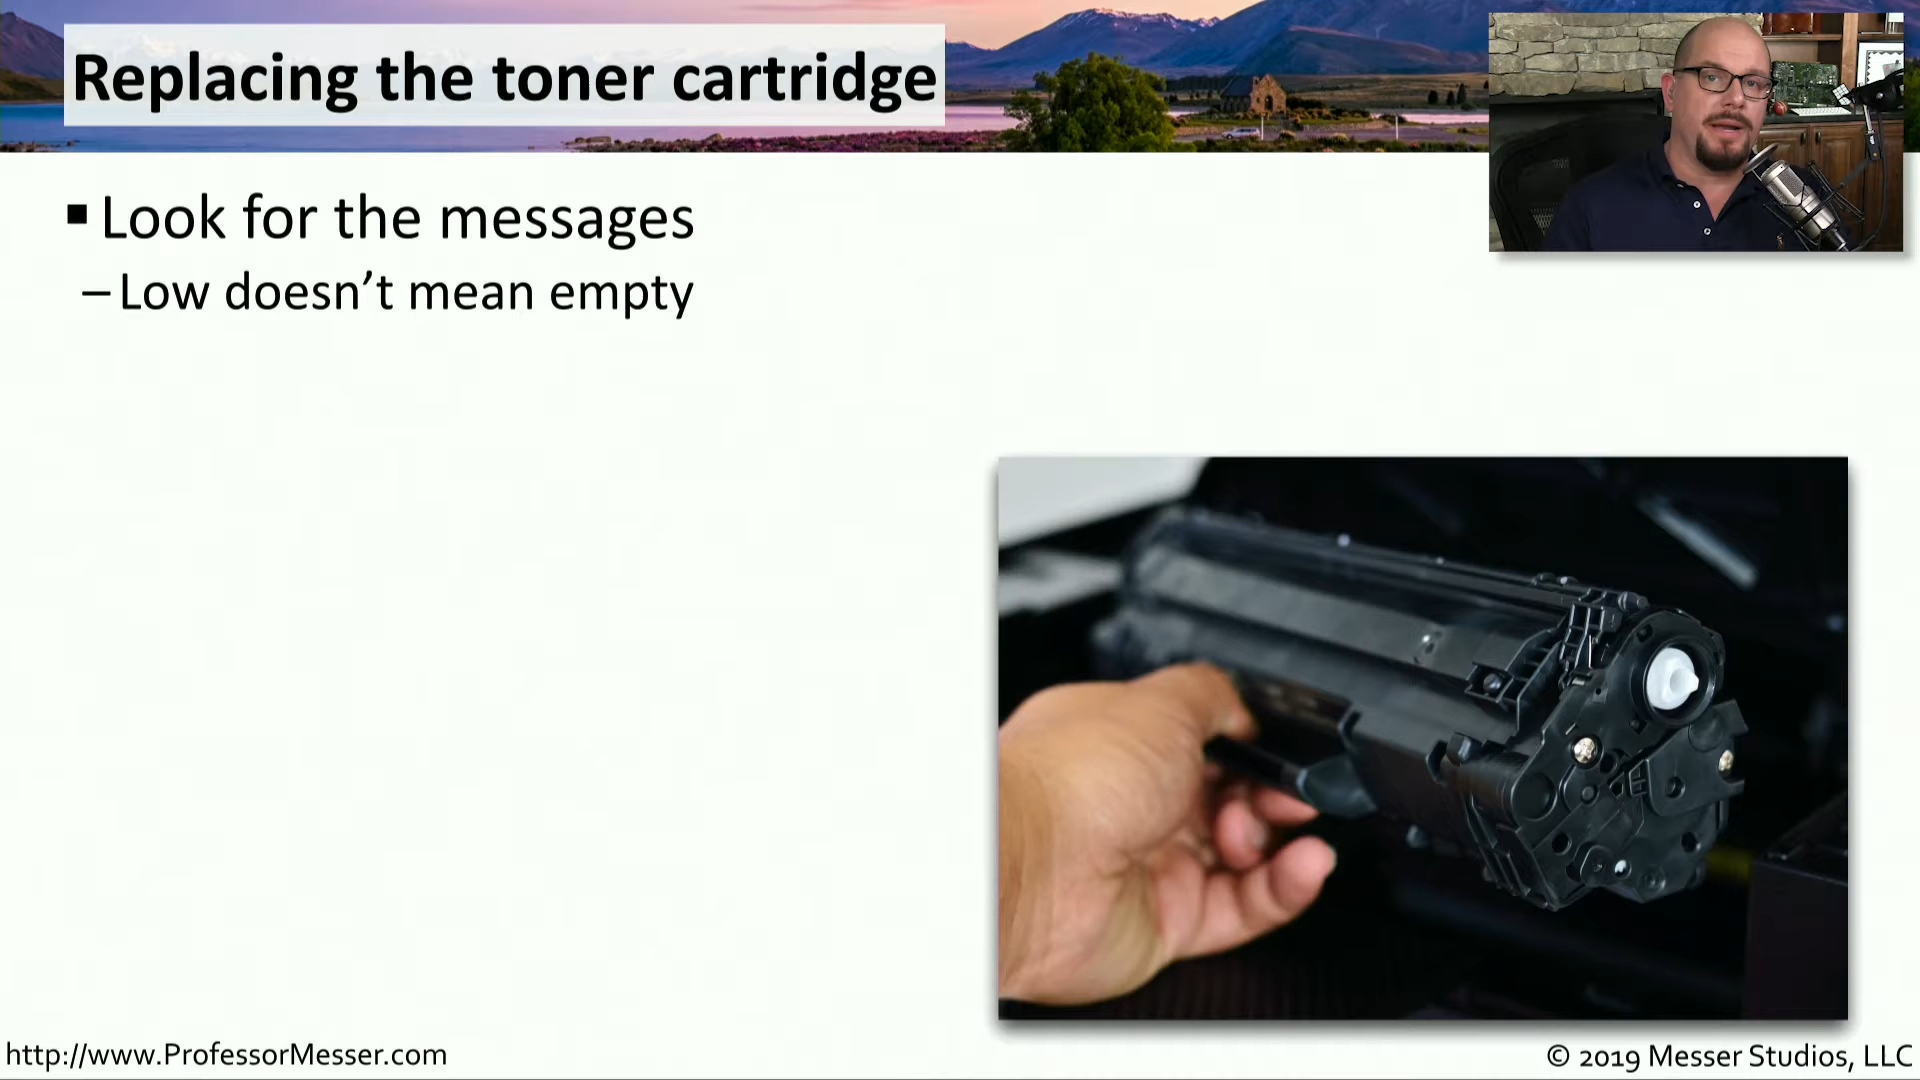 Replacing the toner cartridge
▪ Look for the messages
– Low doesn’t mean empty
http://www.ProfessorMesser.com
© 2019 Messer Studios, LLC